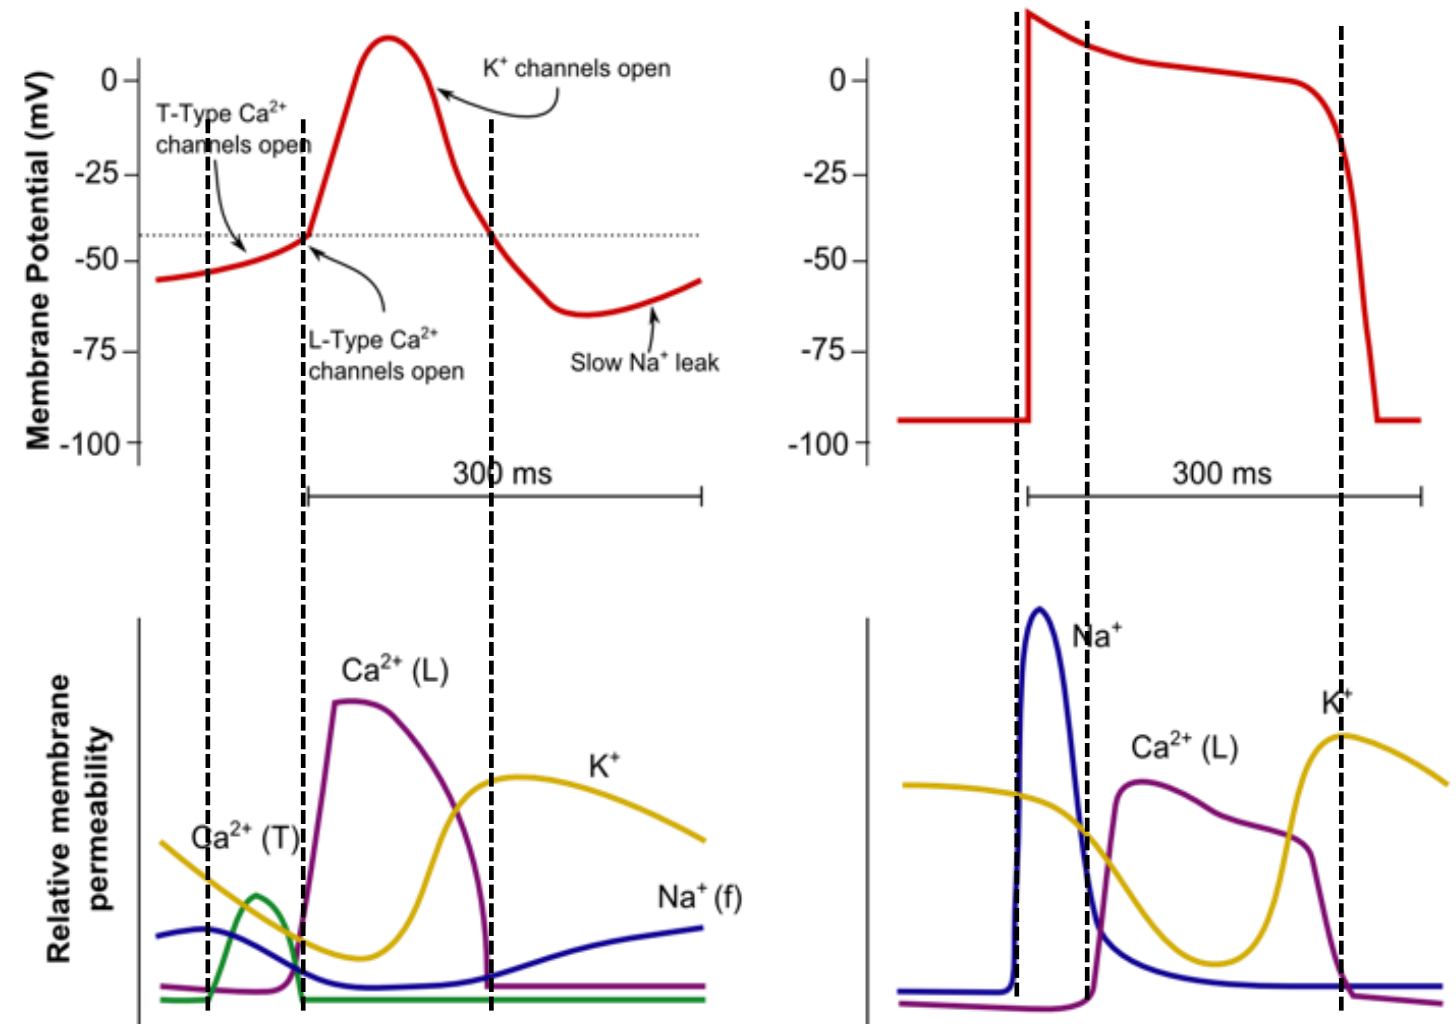 Membrane Potential (mV)
0
-25
-50
-75
-100
T-Type Ca²⁺
channels open
K⁺ channels open
L-Type Ca²⁺
channels open
Slow Na⁺ leak
300 ms
0
-25
-50
-75
-100
300 ms
Relative membrane
permeability
Ca²⁺ (L)
K⁺
Ca²⁺ (T)
Na⁺ (f)
Na⁺
K⁺
Ca²⁺ (L)